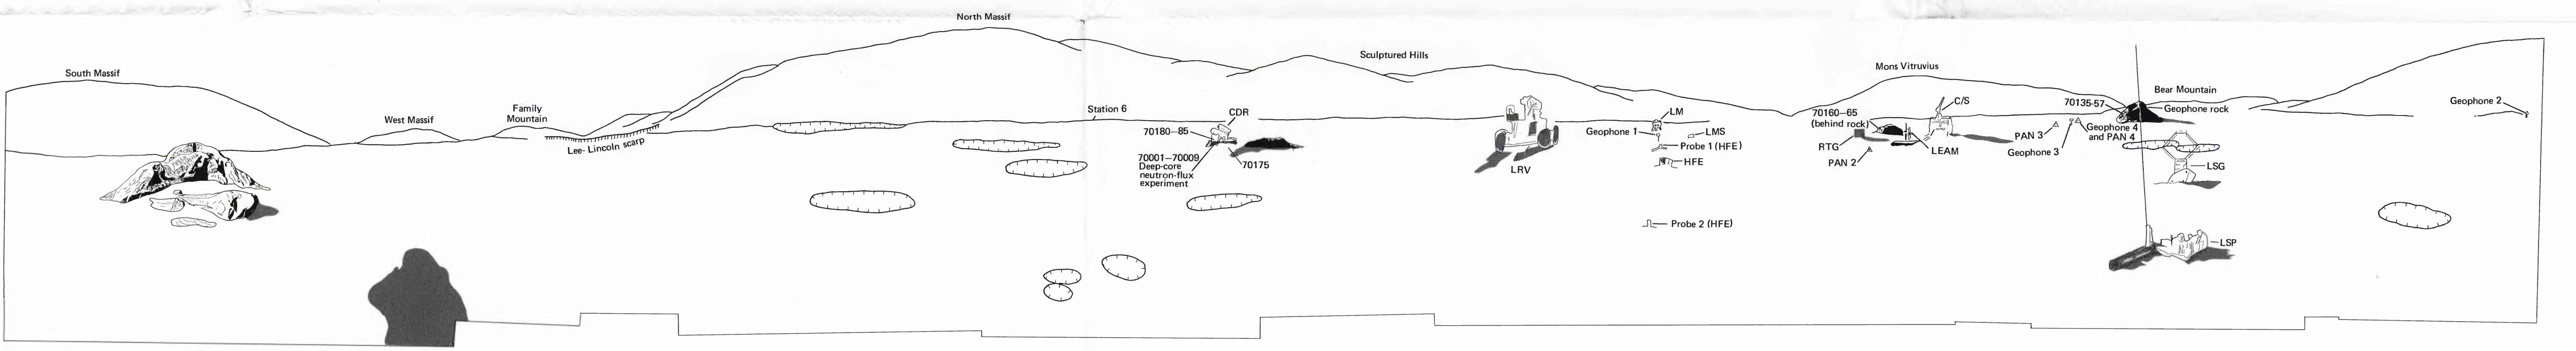 North Massif
South Massif
West Massif
Family
Mountain
Lee-Lincoln scarp
Station 6
CDR
70180–85
70001–70009
Deep-core
neutron-flux
experiment
70175
Sculptured Hills
LRV
LM
Geophone 1
LMS
Probe 1 (HFE)
HFE
Probe 2 (HFE)
Mons Vitruvius
70160–65
(behind rock)
C/S
RTG
PAN 2
LEAM
PAN 3
Geophone 3
70135-57
Bear Mountain
Geophone rock
Geophone 4
and PAN 4
LSG
LSP
Geophone 2